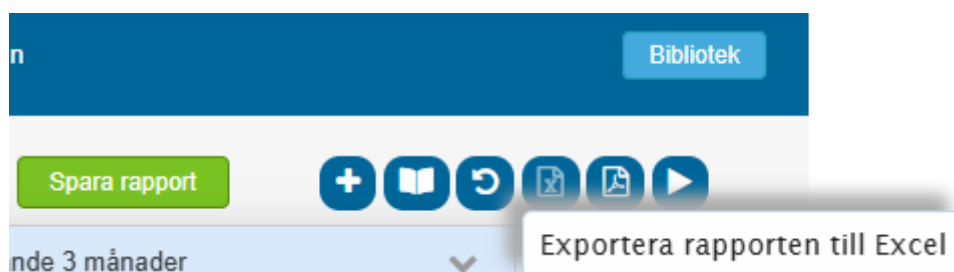 n
Bibliotek
Spara rapport
nde 3 månader
Exportera rapporten till Excel